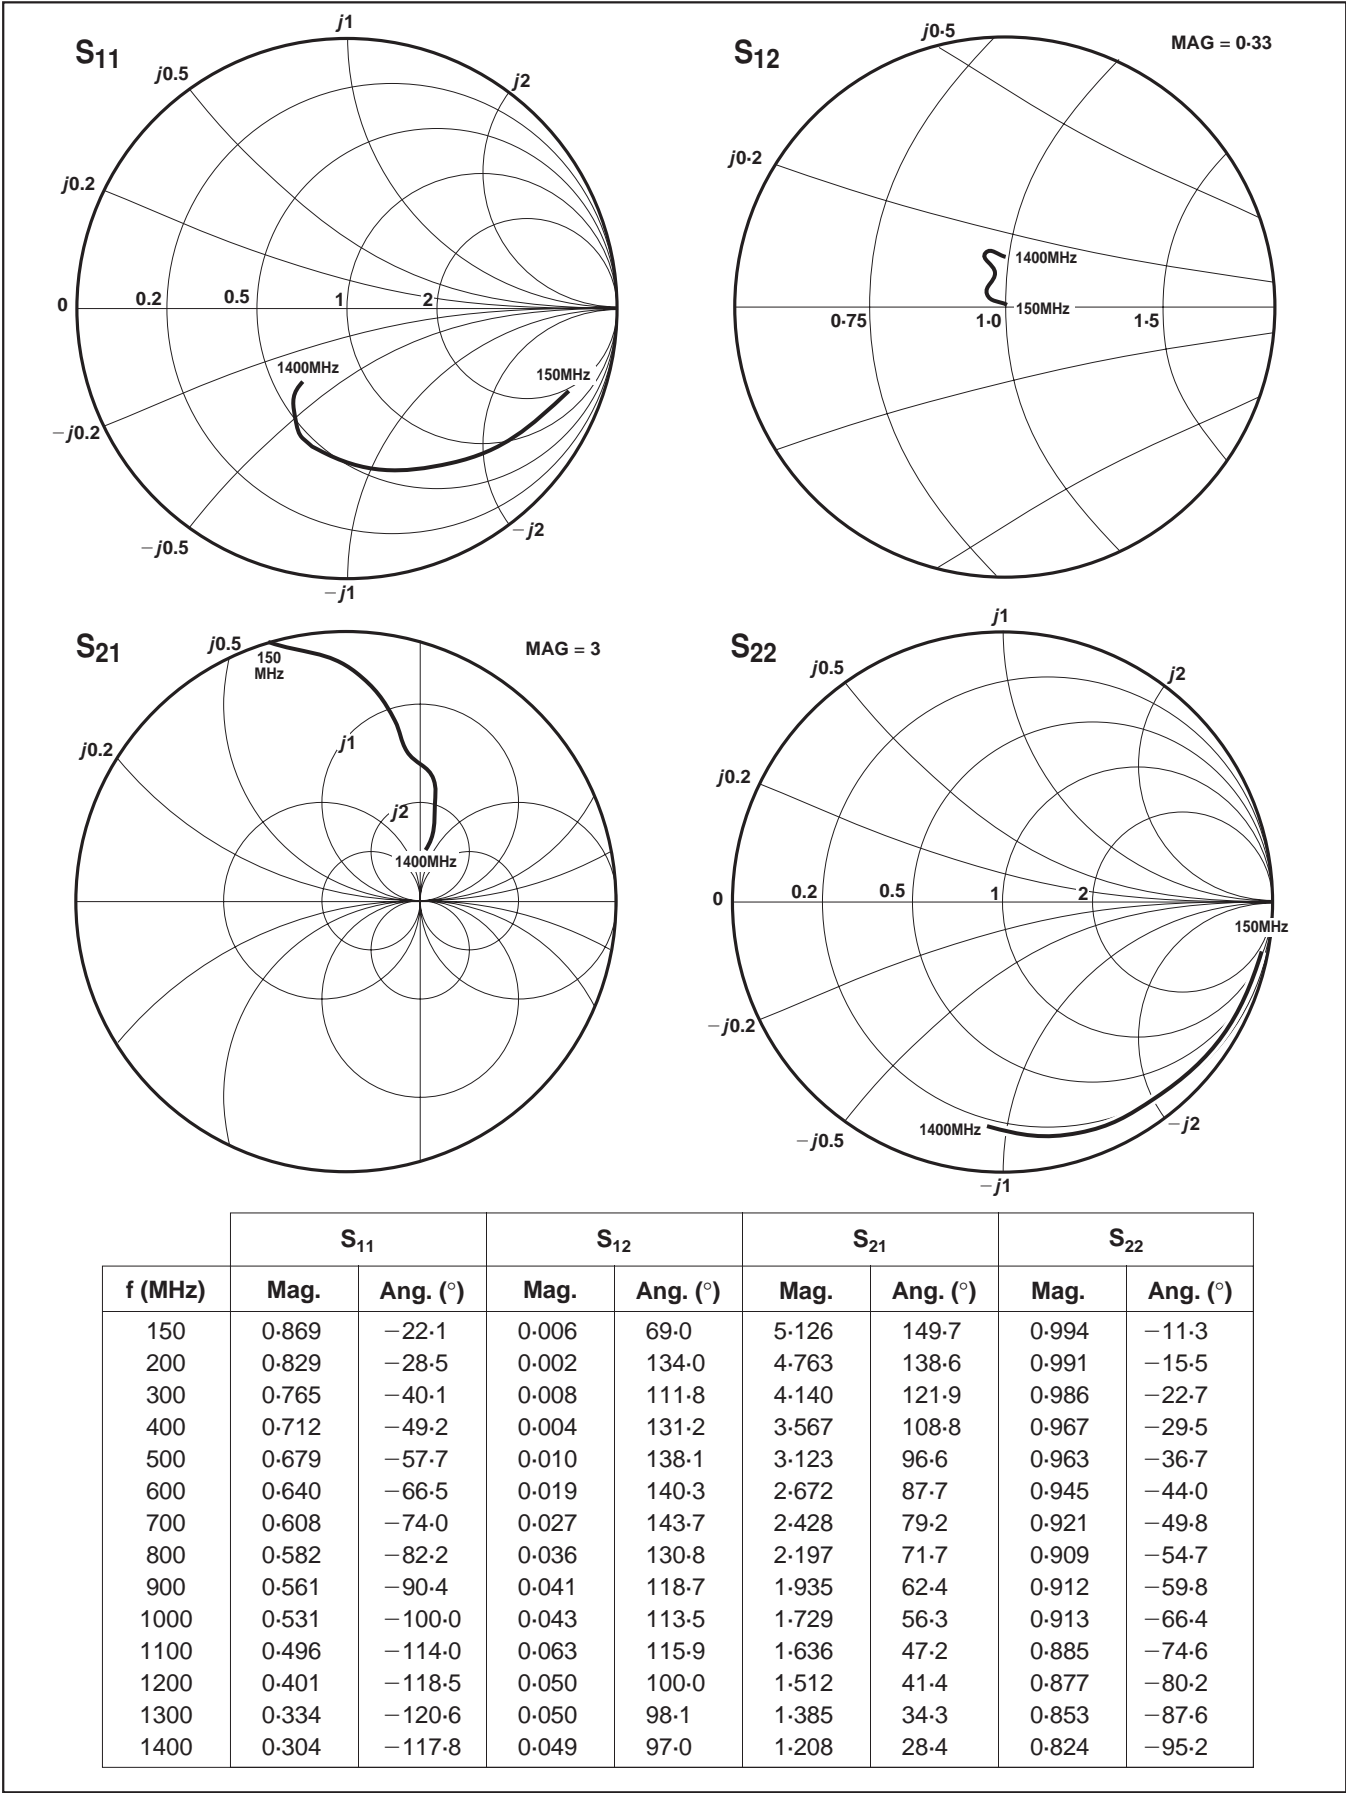 S11
j1
j0.5
j2
j0.2
0
0.2
0.5
1
2
1400MHz
150MHz
−j0.2
−j0.5
−j2
−j1
S12
MAG = 0·33
j0·5
j0·2
1400MHz
150MHz
0·75
1·0
1·5
S21
MAG = 3
j0.5
150
MHz
j0.2
j1
j2
1400MHz
S22
j1
j0.5
j2
j0.2
0
0.2
0.5
1
2
150MHz
−j0.2
1400MHz
−j0.5
−j2
−j1
S11 S12 S21 S22
f (MHz) Mag. Ang. (°) Mag. Ang. (°) Mag. Ang. (°) Mag. Ang. (°)
150 0·869 −22·1 0·006 69·0 5·126 149·7 0·994 −11·3
200 0·829 −28·5 0·002 134·0 4·763 138·6 0·991 −15·5
300 0·765 −40·1 0·008 111·8 4·140 121·9 0·986 −22·7
400 0·712 −49·2 0·004 131·2 3·567 108·8 0·967 −29·5
500 0·679 −57·7 0·010 138·1 3·123 96·6 0·963 −36·7
600 0·640 −66·5 0·019 140·3 2·672 87·7 0·945 −44·0
700 0·608 −74·0 0·027 143·7 2·428 79·2 0·921 −49·8
800 0·582 −82·2 0·036 130·8 2·197 71·7 0·909 −54·7
900 0·561 −90·4 0·041 118·7 1·935 62·4 0·912 −59·8
1000 0·531 −100·0 0·043 113·5 1·729 56·3 0·913 −66·4
1100 0·496 −114·0 0·063 115·9 1·636 47·2 0·885 −74·6
1200 0·401 −118·5 0·050 100·0 1·512 41·4 0·877 −80·2
1300 0·334 −120·6 0·050 98·1 1·385 34·3 0·853 −87·6
1400 0·304 −117·8 0·049 97·0 1·208 28·4 0·824 −95·2